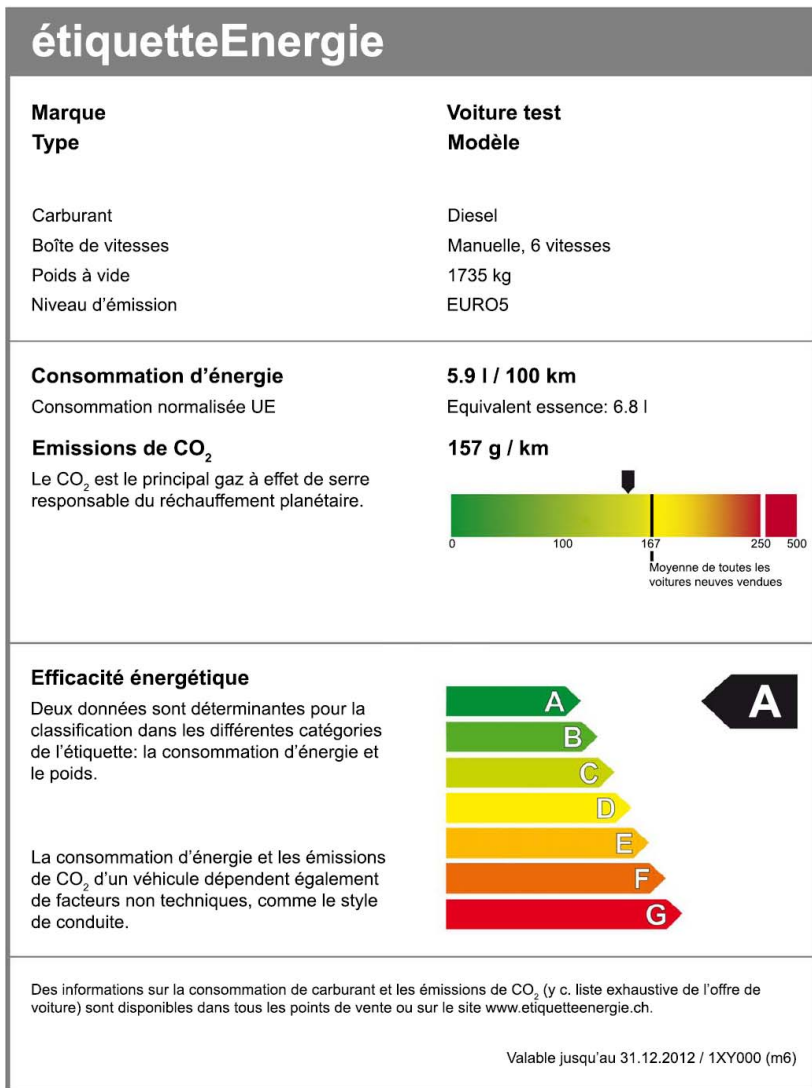 étiquetteEnergie
Marque Voiture test
Type Modèle
Carburant Diesel
Boîte de vitesses Manuelle, 6 vitesses
Poids à vide 1735 kg
Niveau d’émission EURO5
Consommation d’énergie 5.9 l / 100 km
Consommation normalisée UE Equivalent essence: 6.8 l
Emissions de CO₂ 157 g / km
Le CO₂ est le principal gaz à effet de serre
responsable du réchauffement planétaire.
0 100 167 250 500
Moyenne de toutes les
voitures neuves vendues
Efficacité énergétique
Deux données sont déterminantes pour la
classification dans les différentes catégories
de l’étiquette: la consommation d’énergie et
le poids.
La consommation d’énergie et les émissions
de CO₂ d’un véhicule dépendent également
de facteurs non techniques, comme le style
de conduite.
A A
B
C
D
E
F
G
Des informations sur la consommation de carburant et les émissions de CO₂ (y c. liste exhaustive de l’offre de
voiture) sont disponibles dans tous les points de vente ou sur le site www.etiquetteenergie.ch.
Valable jusqu’au 31.12.2012 / 1XY000 (m6)